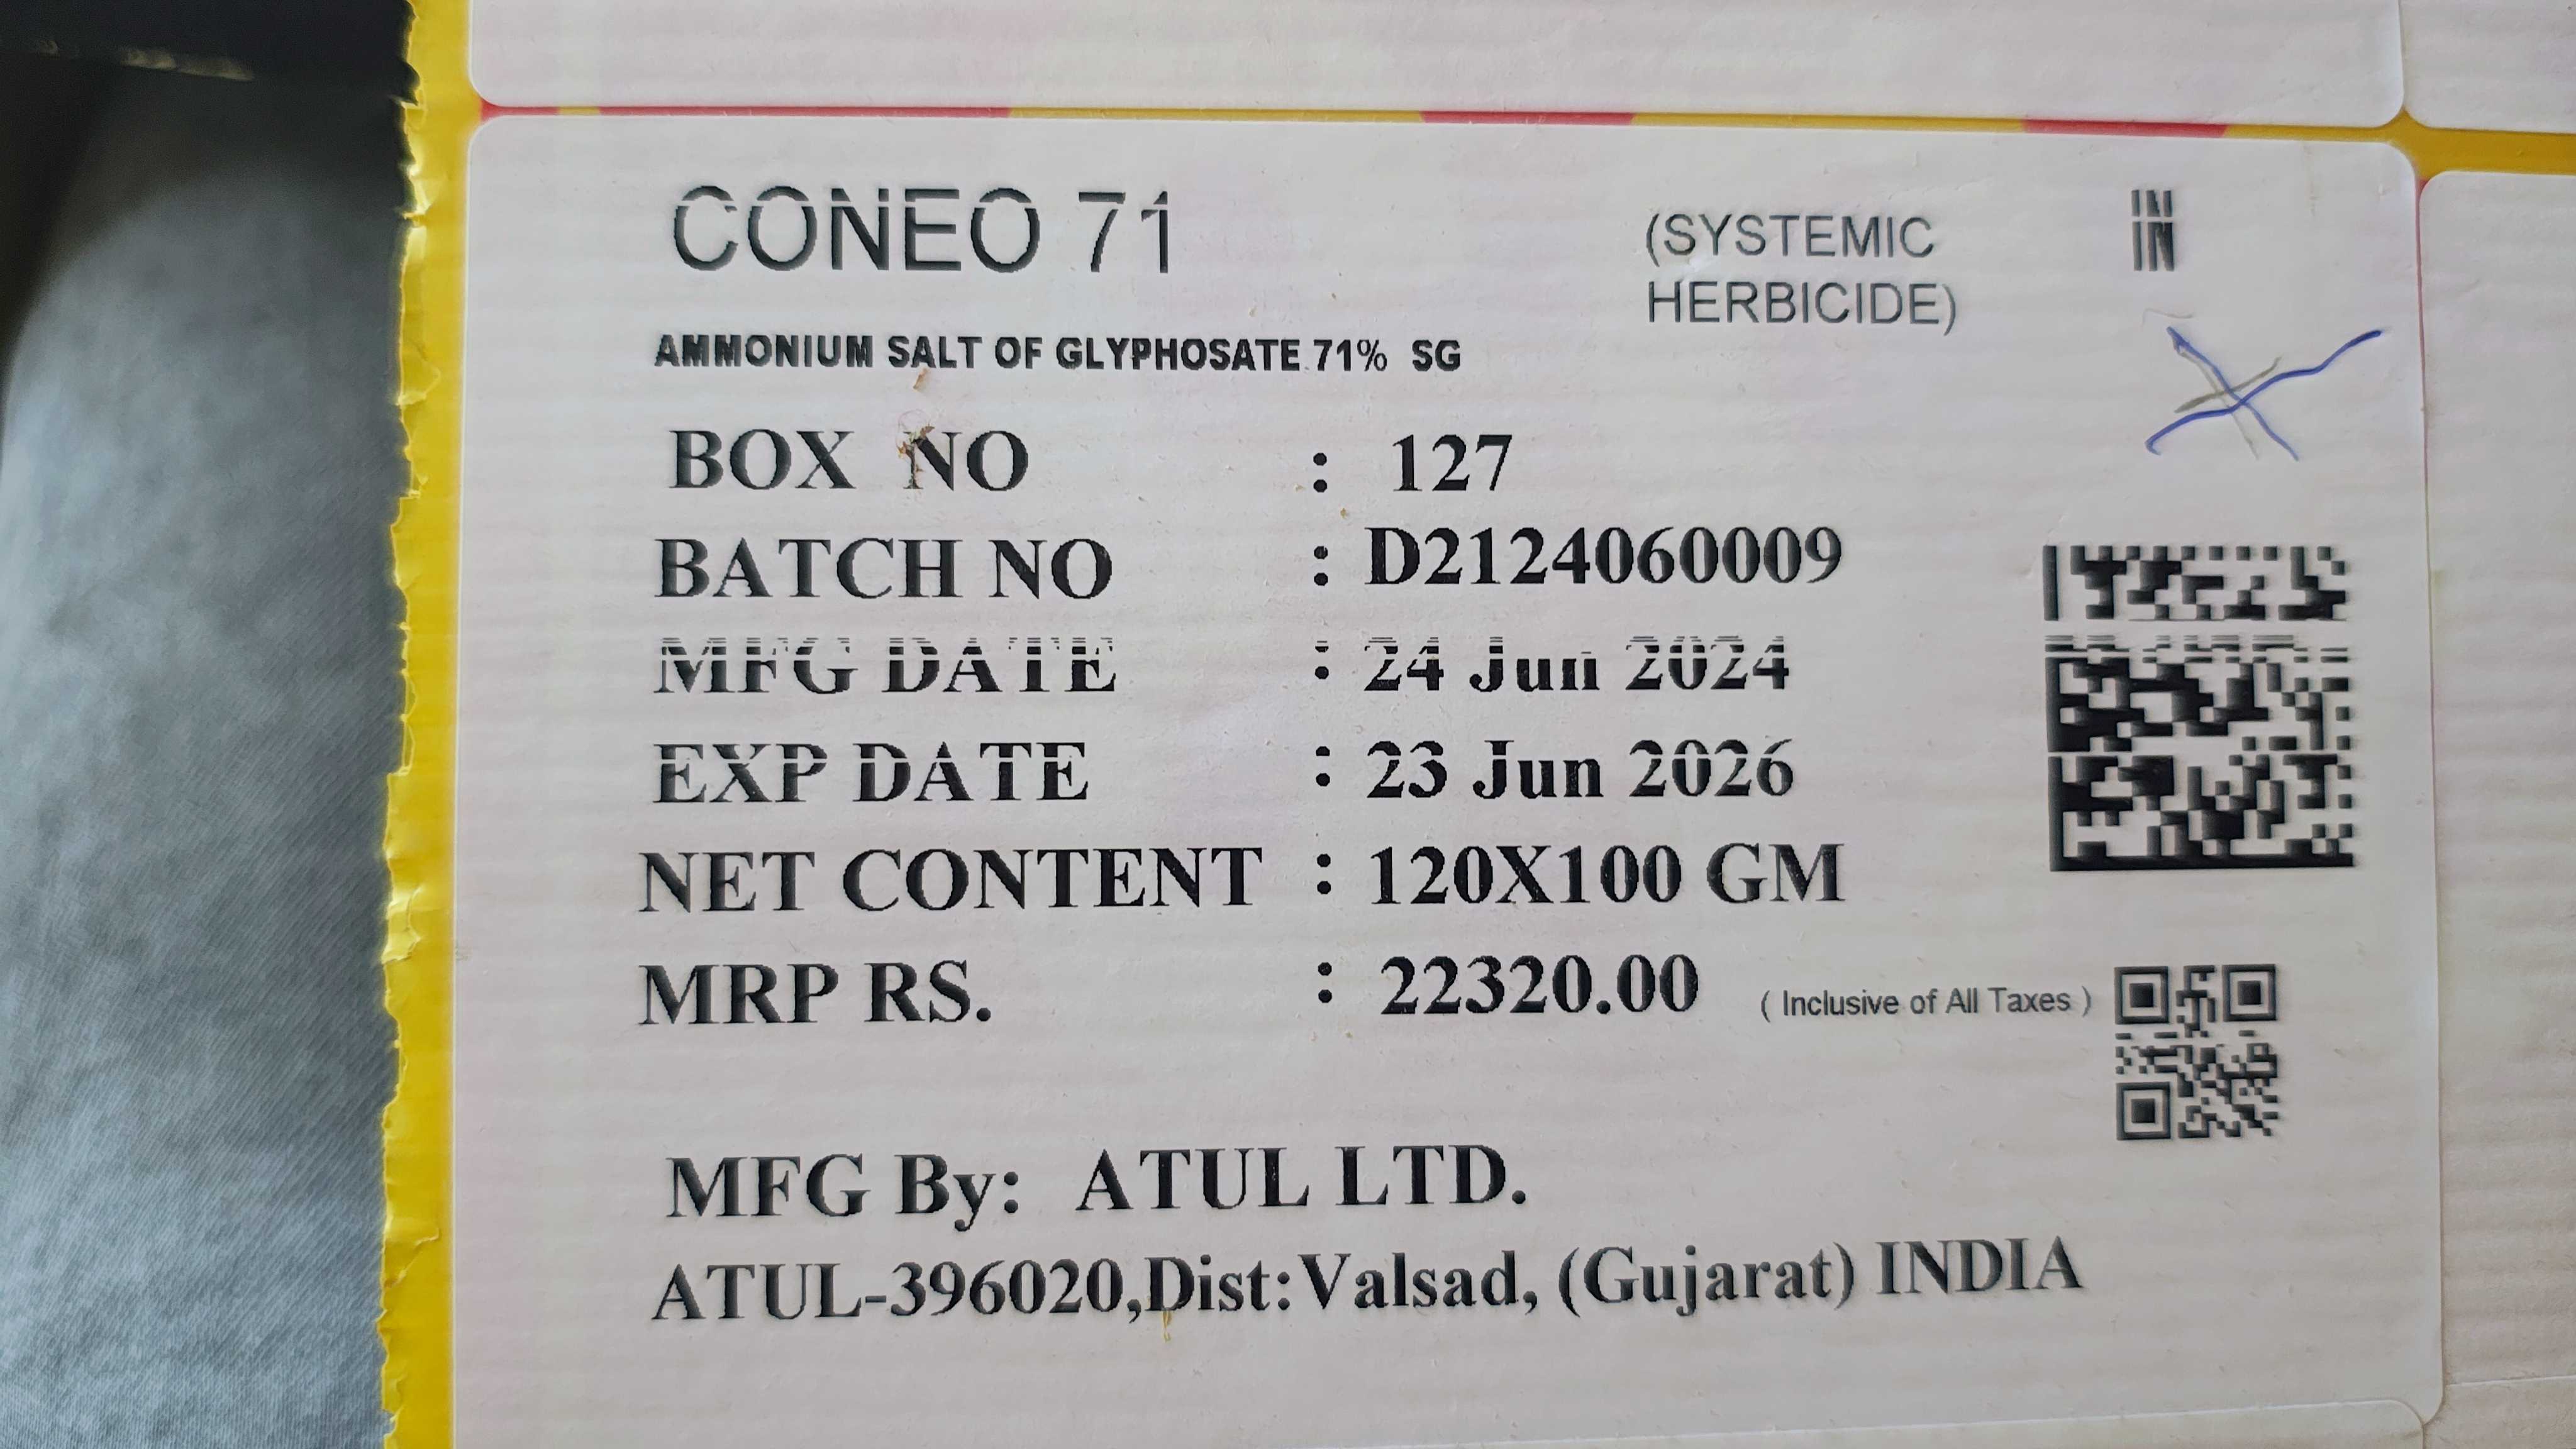 CONEO 71
(SYSTEMIC
HERBICIDE)
IN
IN
AMMONIUM SALT OF GLYPHOSATE 71% SG
BOX NO : 127
BATCH NO : D2124060009
MFG DATE : 24 Jun 2024
EXP DATE : 23 Jun 2026
NET CONTENT : 120X100 GM
MRP RS. : 22320.00 ( Inclusive of All Taxes )
MFG By: ATUL LTD.
ATUL-396020,Dist:Valsad, (Gujarat) INDIA